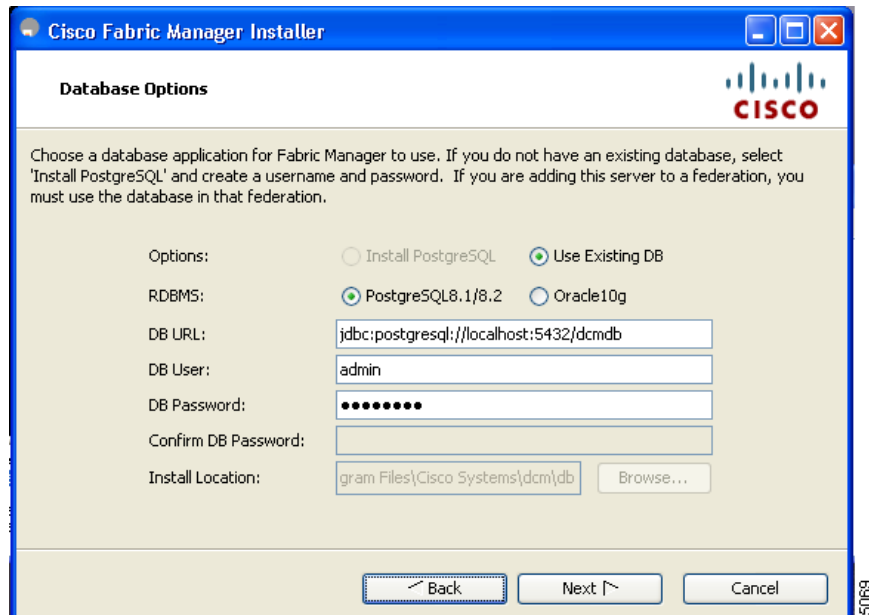 Cisco Fabric Manager Installer
Database Options
CISCO
Choose a database application for Fabric Manager to use. If you do not have an existing database, select
'Install PostgreSQL' and create a username and password. If you are adding this server to a federation, you
must use the database in that federation.
Options: Install PostgreSQL Use Existing DB
RDBMS: PostgreSQL8.1/8.2 Oracle10g
DB URL: jdbc:postgresql://localhost:5432/dcmdb
DB User: admin
DB Password: ●●●●●●●●
Confirm DB Password:
Install Location: gram Files\Cisco Systems\dcm\db Browse...
Back Next Cancel